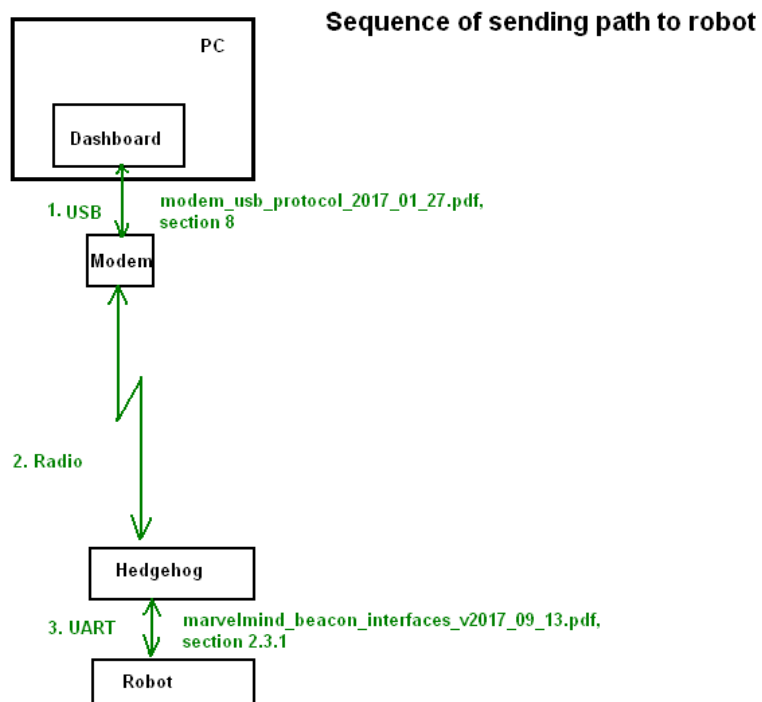 Sequence of sending path to robot
PC
Dashboard
1. USB
modem_usb_protocol_2017_01_27.pdf,
section 8
Modem
2. Radio
Hedgehog
3. UART
marvelmind_beacon_interfaces_v2017_09_13.pdf,
section 2.3.1
Robot